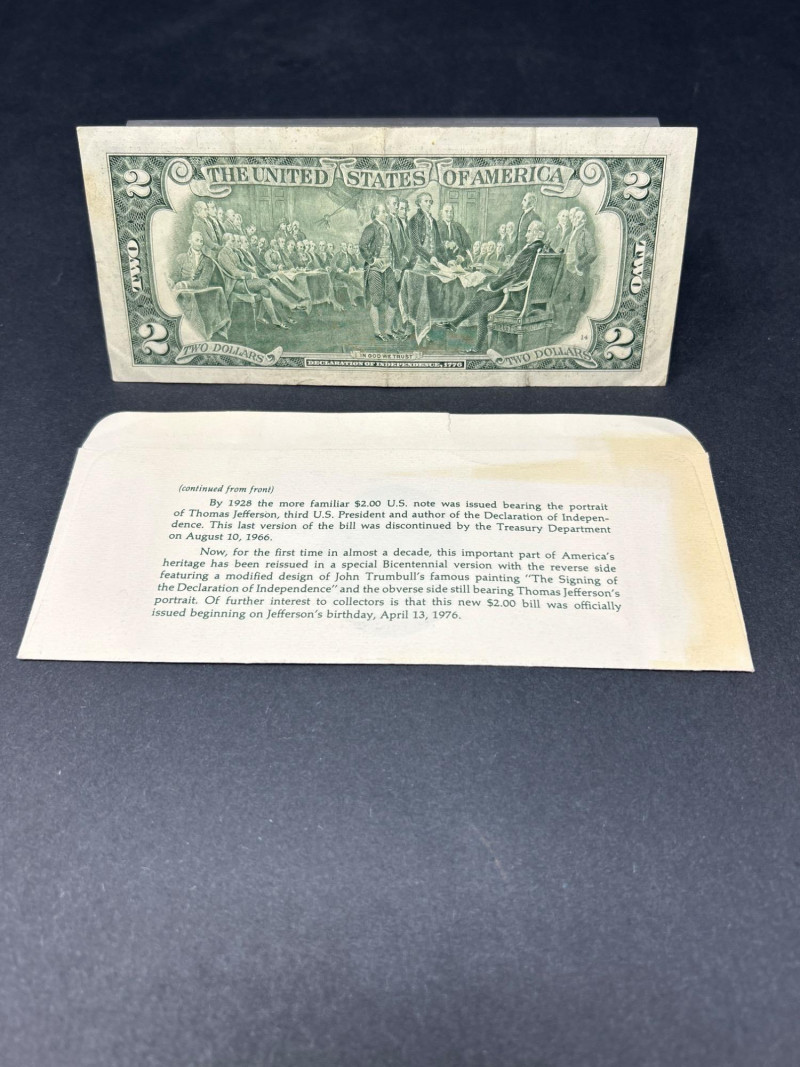 2 THE UNITED STATES OF AMERICA 2
TWO TWO
2 TWO DOLLARS IN GOD WE TRUST TWO DOLLARS 2
14
DECLARATION OF INDEPENDENCE, 1776
(continued from front)
By 1928 the more familiar $2.00 U.S. note was issued bearing the portrait
of Thomas Jefferson, third U.S. President and author of the Declaration of Indepen-
dence. This last version of the bill was discontinued by the Treasury Department
on August 10, 1966.
Now, for the first time in almost a decade, this important part of America's
heritage has been reissued in a special Bicentennial version with the reverse side
featuring a modified design of John Trumbull's famous painting "The Signing of
the Declaration of Independence" and the obverse side still bearing Thomas Jefferson's
portrait. Of further interest to collectors is that this new $2.00 bill was officially
issued beginning on Jefferson's birthday, April 13, 1976.